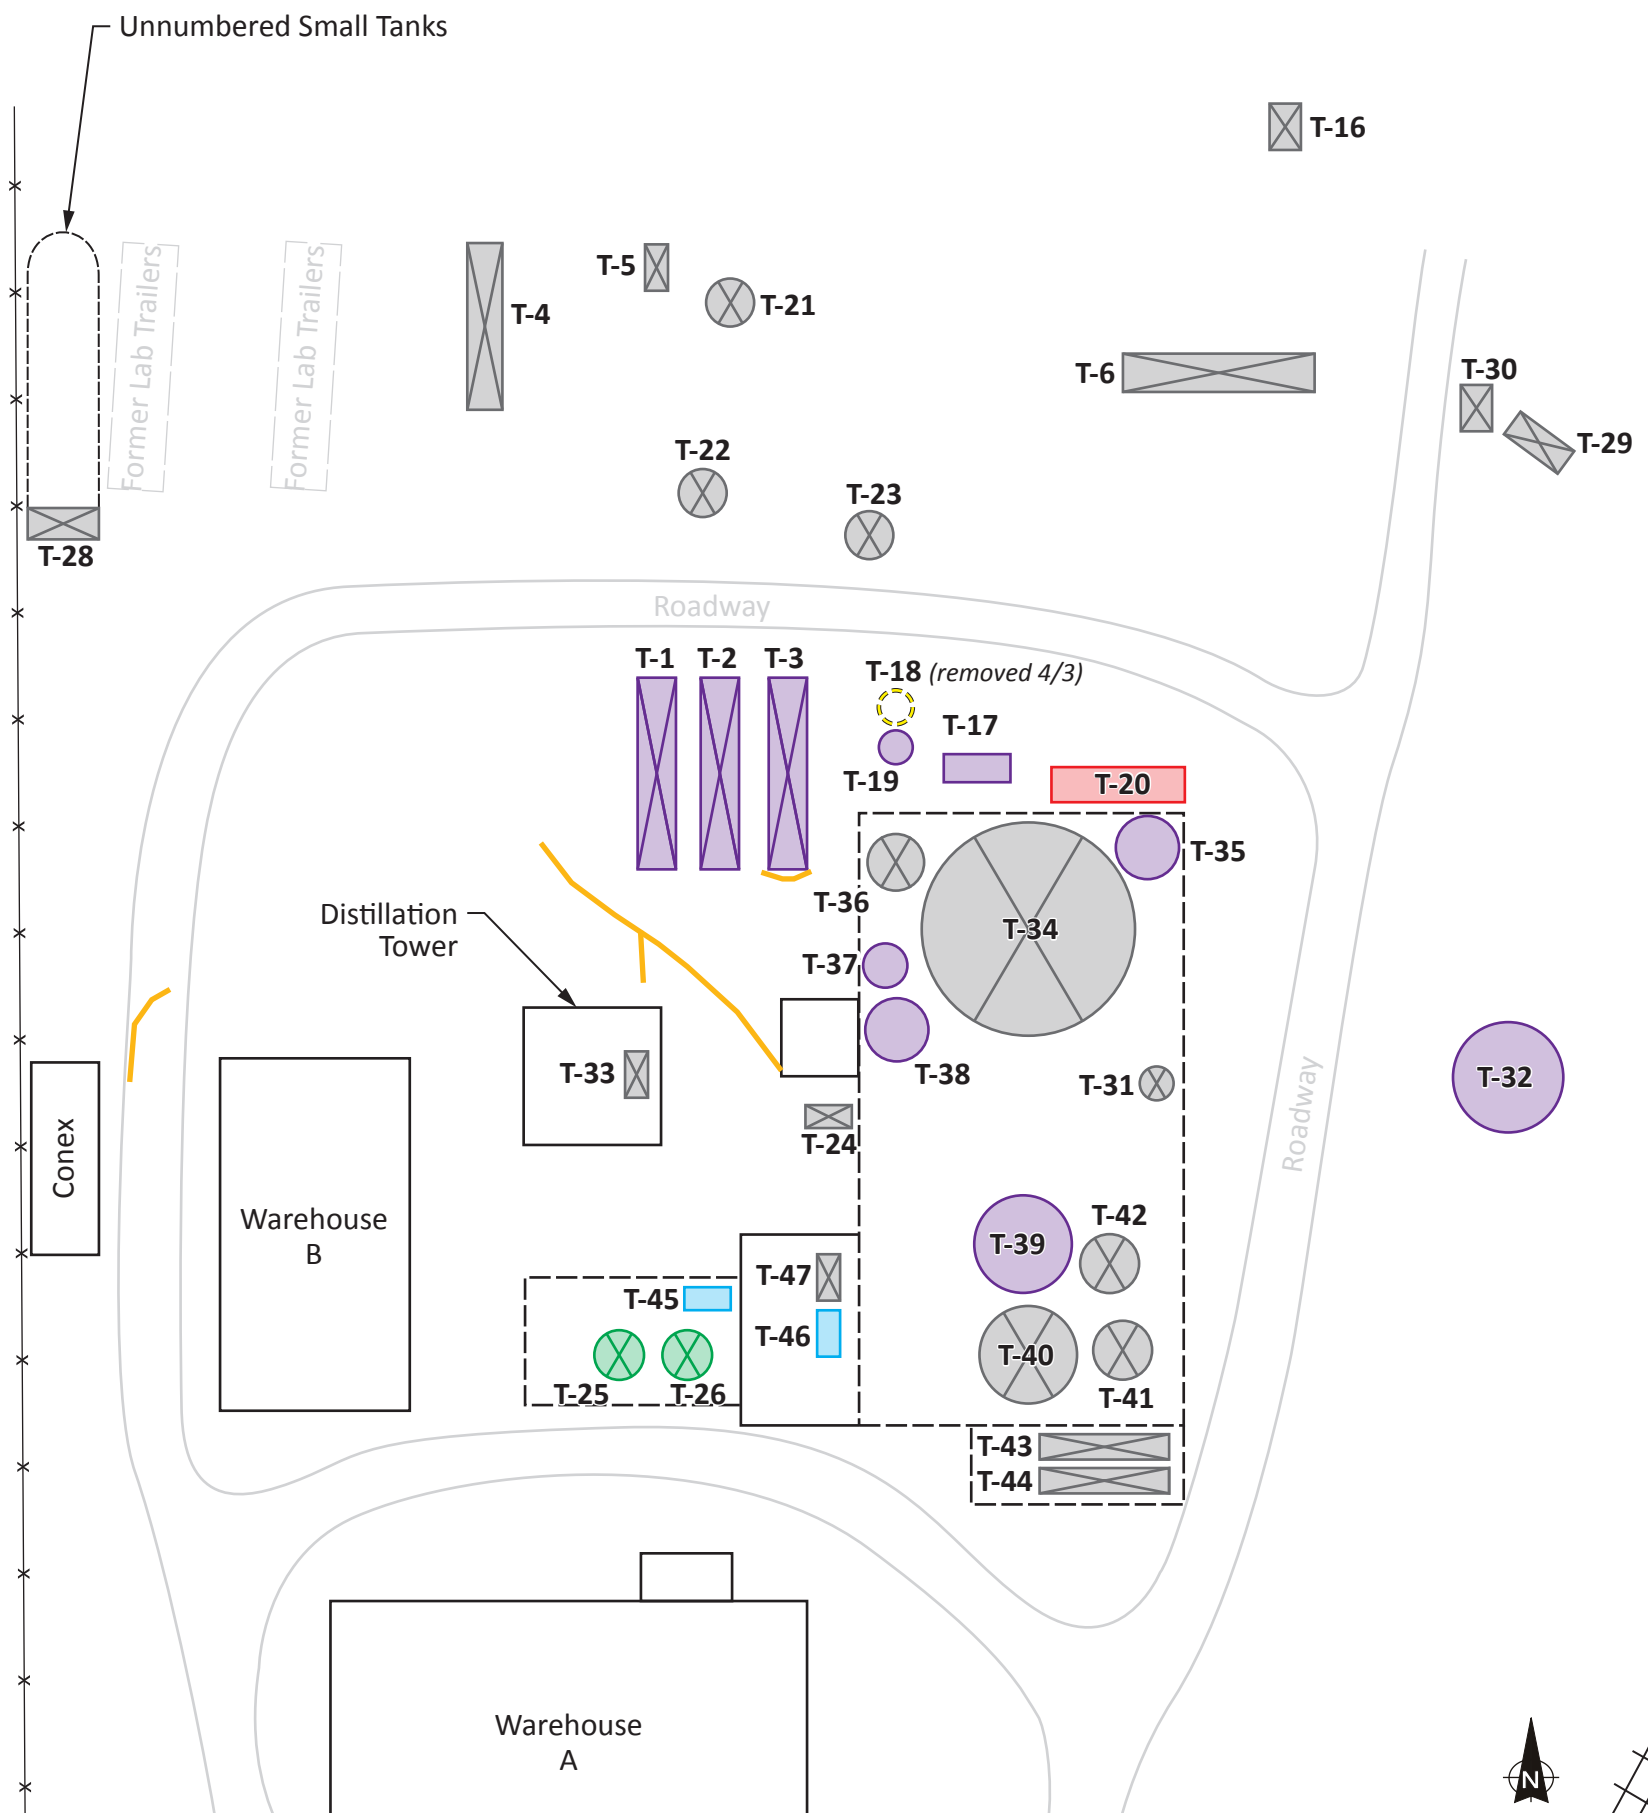 Unnumbered Small Tanks
T-16
Former Lab Trailers
Former Lab Trailers
T-4
T-5
T-21
T-6
T-30
T-29
T-22
T-23
T-28
Roadway
T-1
T-2
T-3
T-18 (removed 4/3)
T-17
T-19
T-20
T-35
T-36
T-34
Distillation
Tower
T-37
T-38
T-33
T-31
T-32
T-24
Roadway
Conex
Warehouse
B
T-39
T-42
T-47
T-45
T-46
T-40
T-25
T-26
T-41
T-43
T-44
Warehouse
A
N